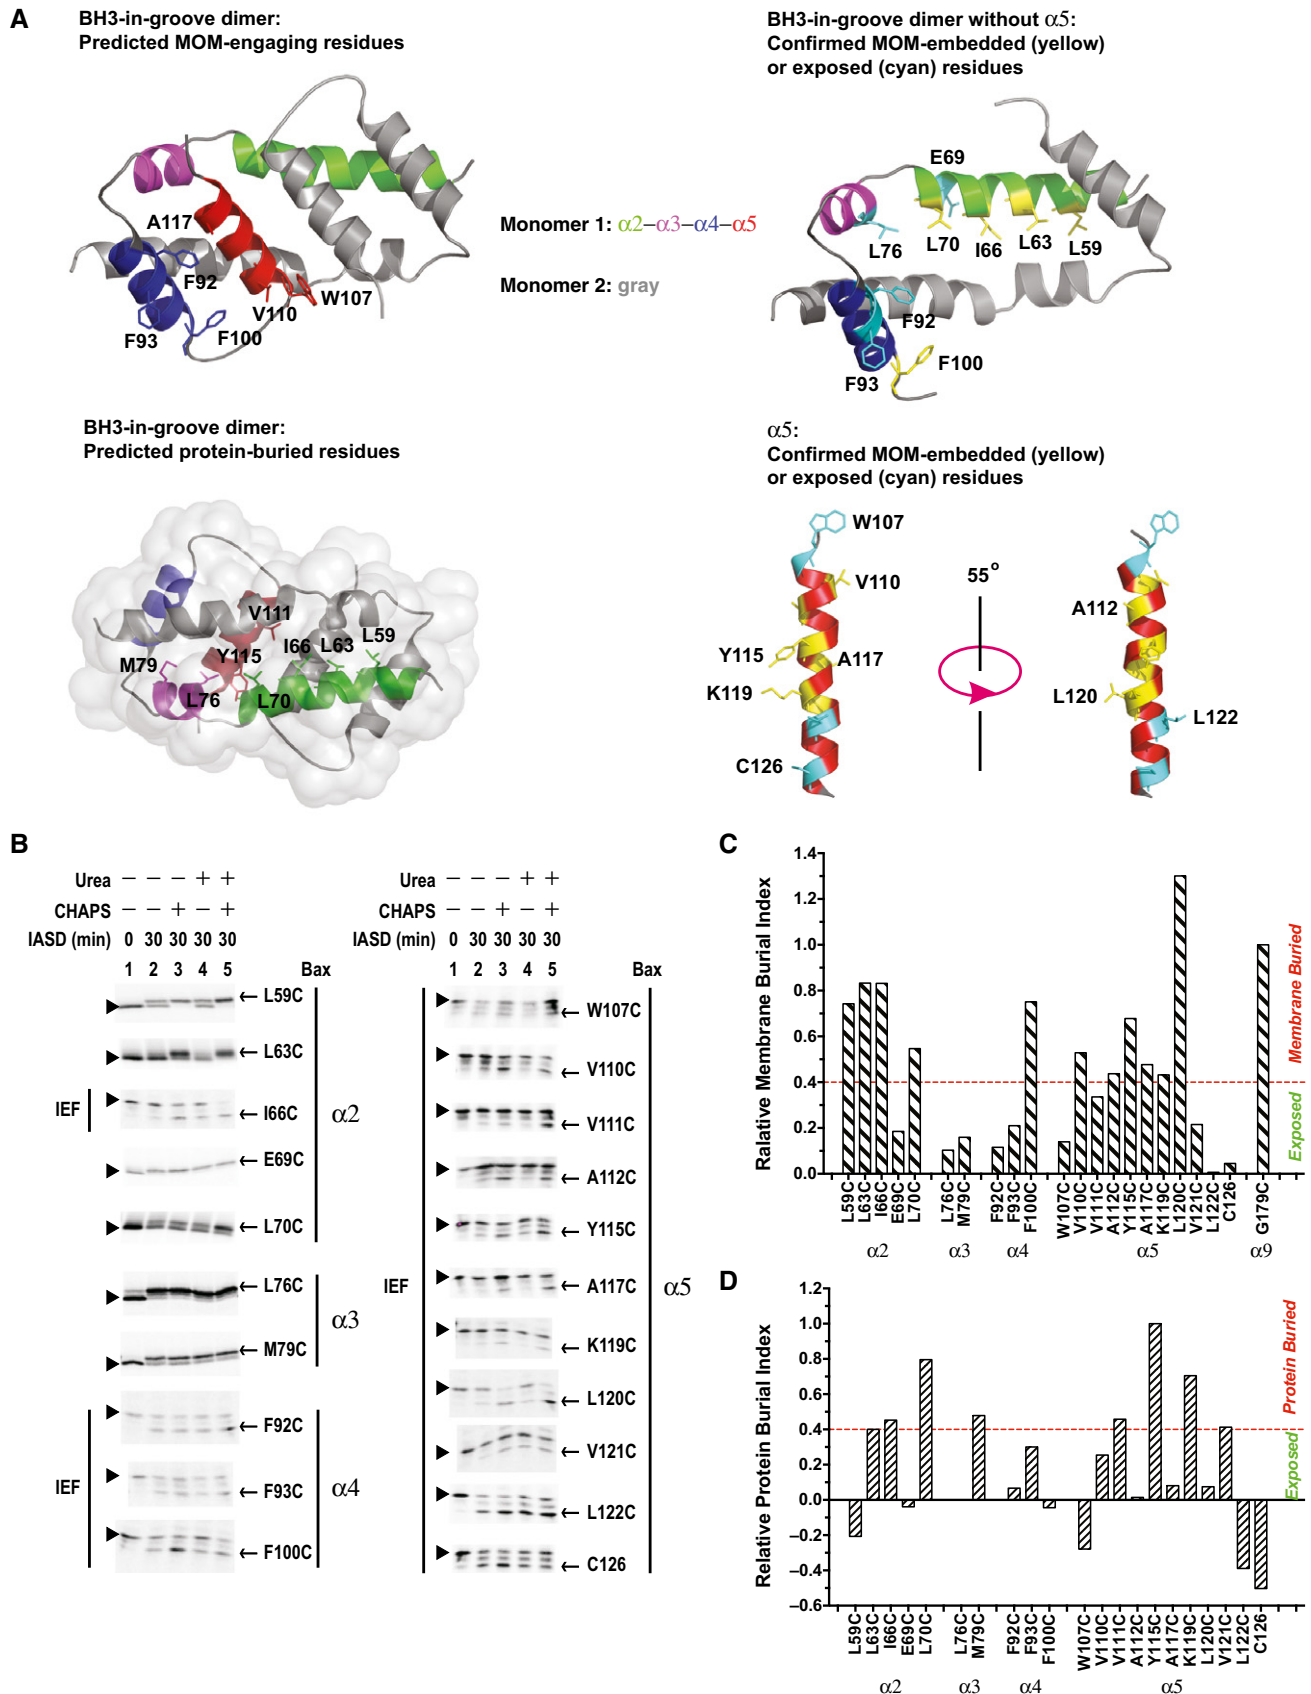 A
BH3-in-groove dimer:
Predicted MOM-engaging residues
A117
F92
V110
W107
F93
F100
Monomer 1: α2–α3–α4–α5
Monomer 2: gray
BH3-in-groove dimer without α5:
Confirmed MOM-embedded (yellow)
or exposed (cyan) residues
E69
L76
L70
I66
L63
L59
F92
F93
F100
BH3-in-groove dimer:
Predicted protein-buried residues
V111
I66
L63
L59
M79
Y115
L76
L70
α5:
Confirmed MOM-embedded (yellow)
or exposed (cyan) residues
W107
V110
Y115
A117
K119
C126
55°
A112
L120
L122
B
Urea − − − + +
CHAPS − − + − +
IASD (min) 0 30 30 30 30
1 2 3 4 5 Bax
L59C
L63C
IEF
I66C
E69C
L70C
α2
L76C
M79C
α3
F92C
IEF
F93C
F100C
α4
Urea − − − + +
CHAPS − − + − +
IASD (min) 0 30 30 30 30
1 2 3 4 5 Bax
W107C
V110C
V111C
A112C
Y115C
IEF
A117C
K119C
L120C
V121C
L122C
C126
α5
C
Ralative Membrane Burial Index
1.4
1.2
1.0
0.8
0.6
0.4
0.2
0.0
Membrane Buried
Exposed
L59C L63C I66C E69C L70C L76C M79C F92C F93C F100C W107C V110C V111C A112C Y115C A117C K119C L120C V121C L122C C126 G179C
α2 α3 α4 α5 α9
D
Relative Protein Burial Index
1.2
1.0
0.8
0.6
0.4
0.2
0.0
−0.2
−0.4
−0.6
Protein Buried
Exposed
L59C L63C I66C E69C L70C L76C M79C F92C F93C F100C W107C V110C V111C A112C Y115C A117C K119C L120C V121C L122C C126
α2 α3 α4 α5